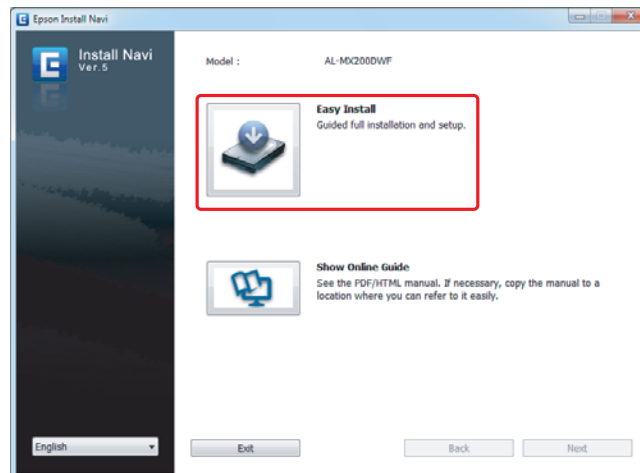 Epson Install Navi
Install Navi
Ver.5
Model : AL-MX200DWF
Easy Install
Guided full installation and setup.
Show Online Guide
See the PDF/HTML manual. If necessary, copy the manual to a
location where you can refer to it easily.
English
Exit
Back
Next